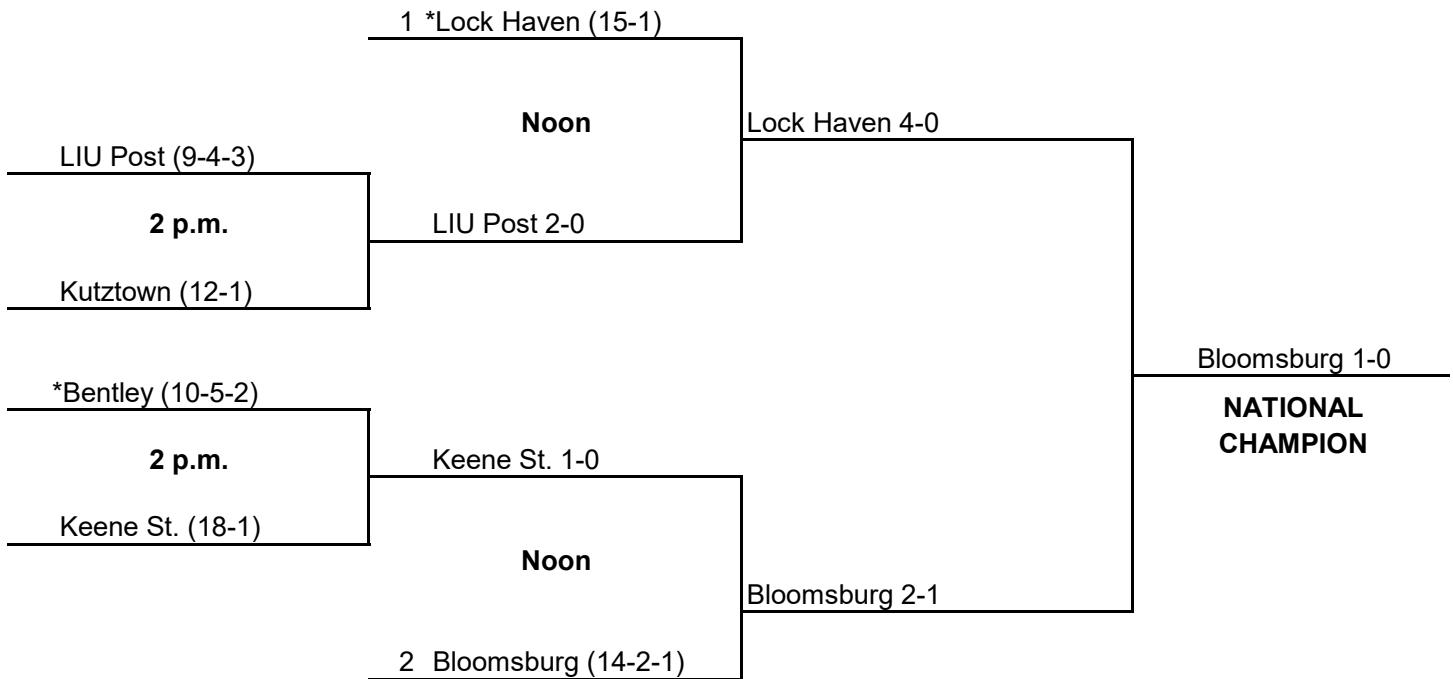 1 *Lock Haven (15-1)
Noon
Lock Haven 4-0
LIU Post (9-4-3)
2 p.m.
LIU Post 2-0
Kutztown (12-1)
Bloomsburg 1-0
*Bentley (10-5-2)
NATIONAL
CHAMPION
2 p.m.
Keene St. 1-0
Keene St. (18-1)
Noon
Bloomsburg 2-1
2 Bloomsburg (14-2-1)